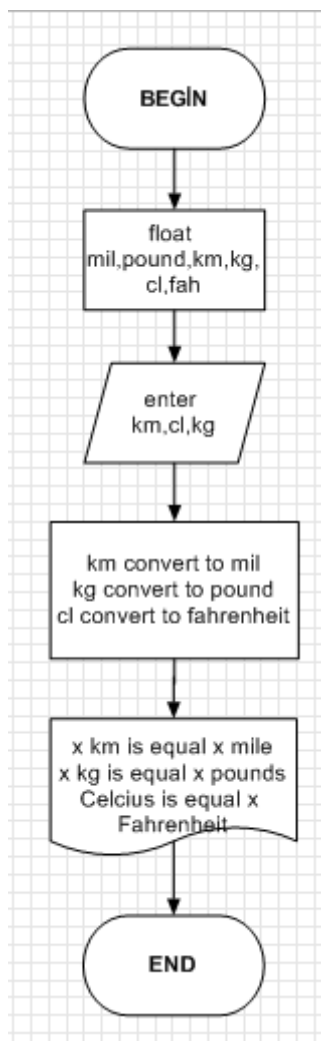 BEGİN
float
mil,pound,km,kg,
cl,fah
enter
km,cl,kg
km convert to mil
kg convert to pound
cl convert to fahrenheit
x km is equal x mile
x kg is equal x pounds
Celcius is equal x
Fahrenheit
END